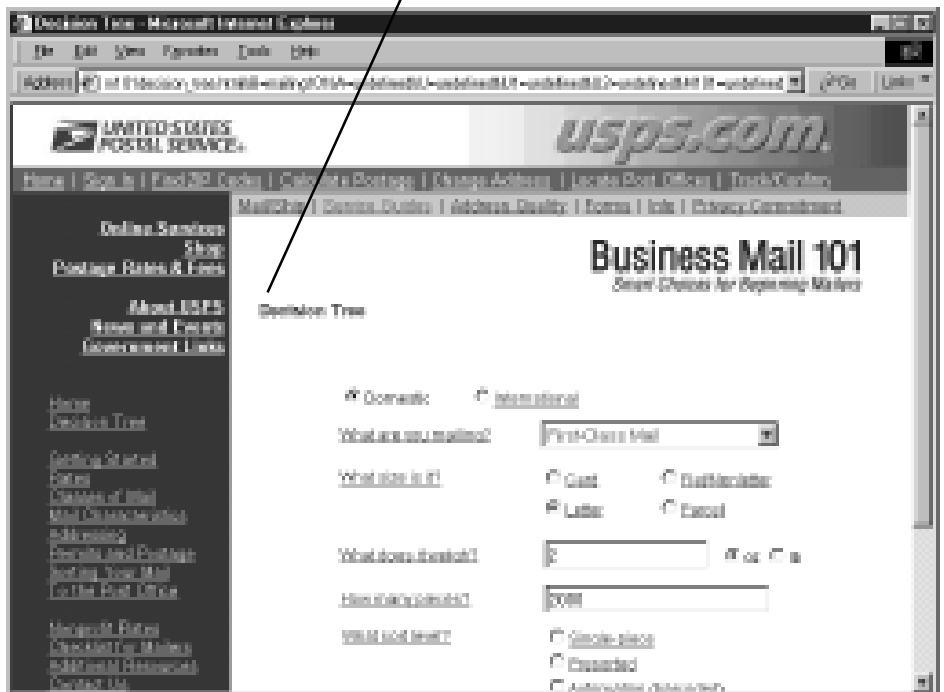 Decision Tree - Microsoft Internet Explorer
File Edit View Favorites Tools Help
Address Go Links
UNITED STATES
POSTAL SERVICE®
usps.com
Home | Sign In | Find ZIP Codes | Calculate Postage | Change Address | Locate Post Offices | Track/Confirm
Mail/Ship | Service Guides | Address Quality | Forms | Info | Privacy Commitment
Online Services
Shop
Postage Rates & Fees
About USPS
News and Events
Government Links
Business Mail 101
Smart Choices for Beginning Mailers
Decision Tree
Home
Decision Tree
Getting Started
Rates
Classes of Mail
Mail Characteristics
Addressing
Permits and Postage
Sorting Your Mail
To the Post Office
Nonprofit Rates
Checklist for Mailers
Additional Resources
Contact Us
Domestic International
What are you mailing? First-Class Mail
What size is it? Card Flat/Newsletter
Letter Parcel
What does it weigh? 2 oz lb
How many pieces? 2000
What sort level? Single-piece
Presorted